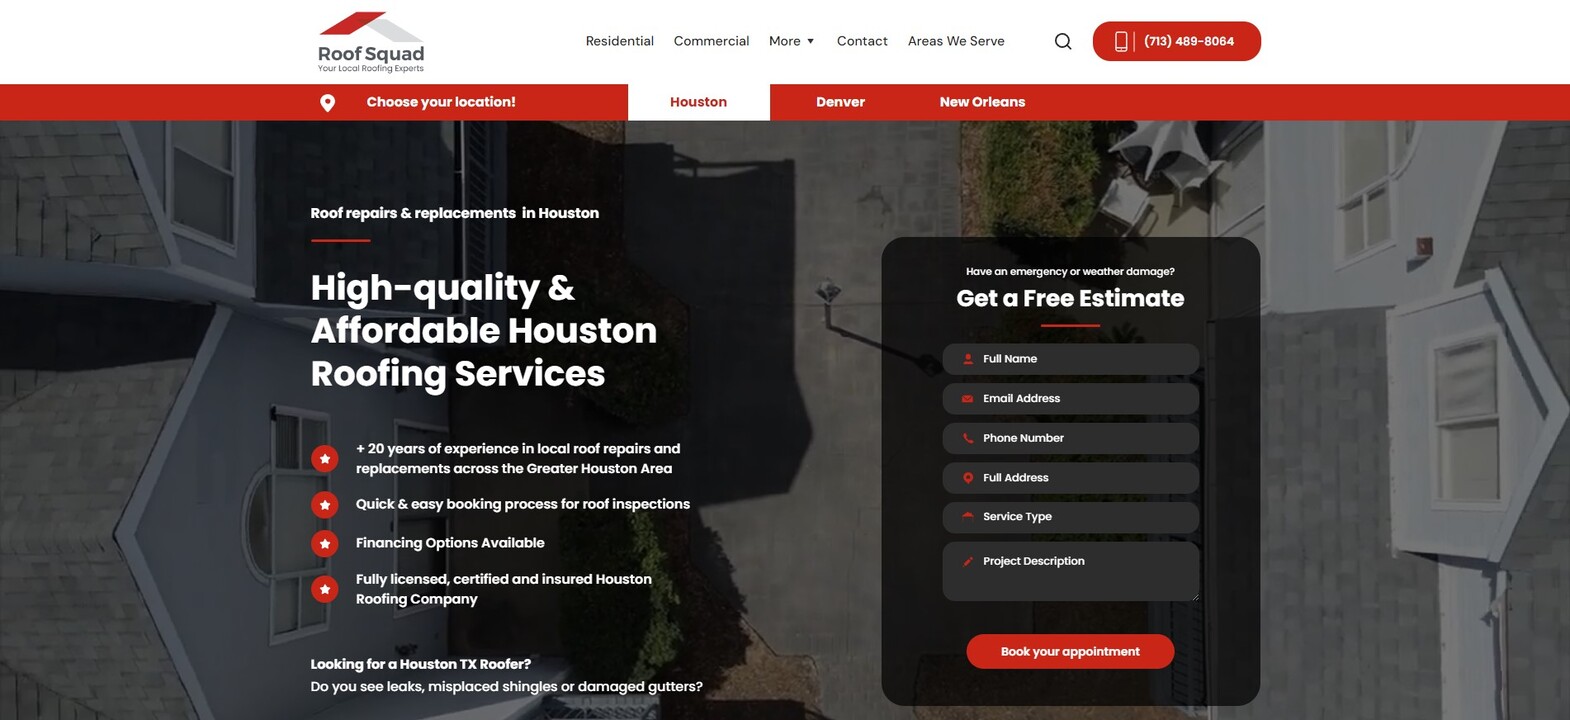 Roof Squad
Your Local Roofing Experts
Residential
Commercial
More
Contact
Areas We Serve
(713) 489-8064
Choose your location!
Houston
Denver
New Orleans
Roof repairs & replacements in Houston
High-quality &
Affordable Houston
Roofing Services
+ 20 years of experience in local roof repairs and
replacements across the Greater Houston Area
Quick & easy booking process for roof inspections
Financing Options Available
Fully licensed, certified and insured Houston
Roofing Company
Looking for a Houston TX Roofer?
Do you see leaks, misplaced shingles or damaged gutters?
Have an emergency or weather damage?
Get a Free Estimate
Full Name
Email Address
Phone Number
Full Address
Service Type
Project Description
Book your appointment